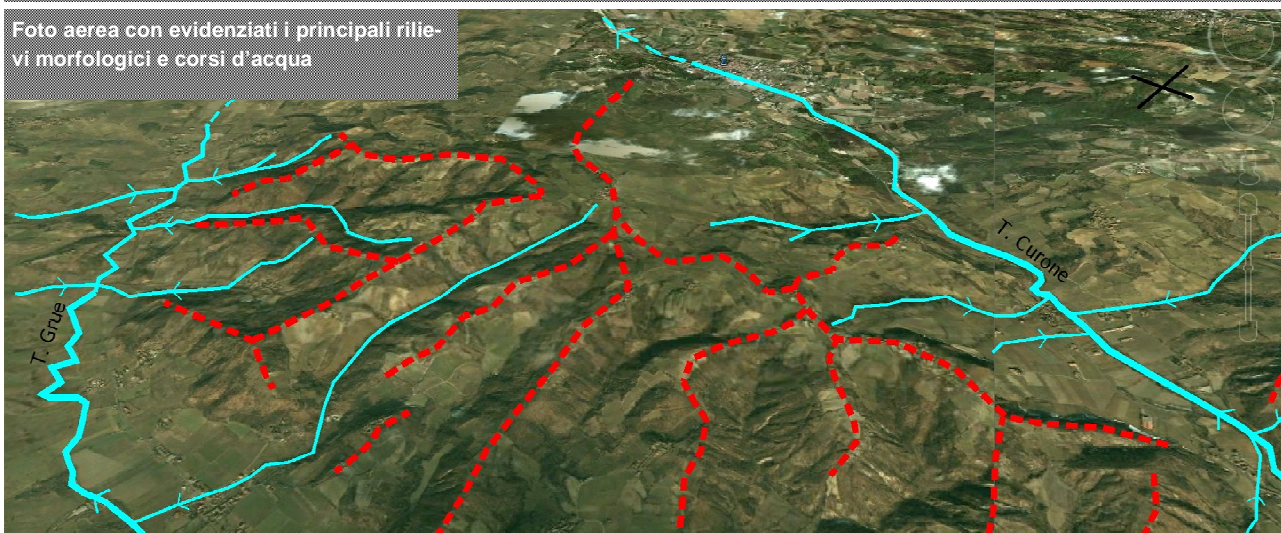 Foto aerea con evidenziati i principali rilie-
vi morfologici e corsi d'acqua
T. Curone
T. Grue